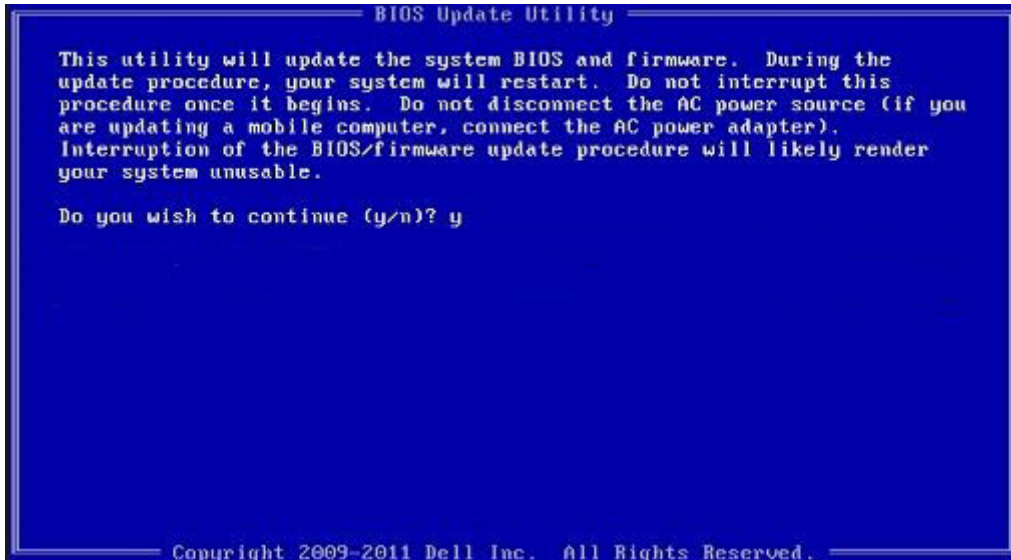 BIOS Update Utility
This utility will update the system BIOS and firmware. During the
update procedure, your system will restart. Do not interrupt this
procedure once it begins. Do not disconnect the AC power source (if you
are updating a mobile computer, connect the AC power adapter).
Interruption of the BIOS/firmware update procedure will likely render
your system unusable.
Do you wish to continue (y/n)? y
Copyright 2009-2011 Dell Inc. All Rights Reserved.